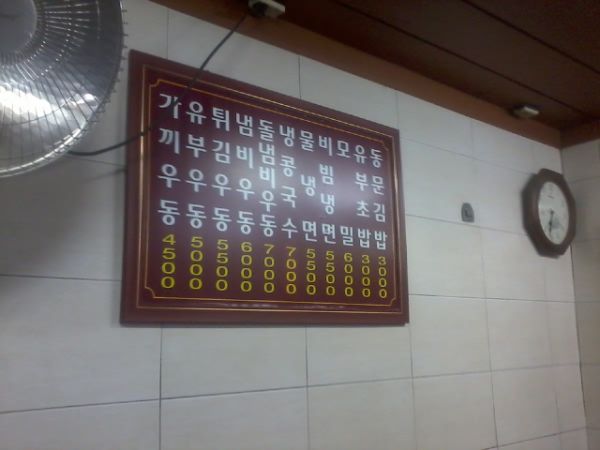 가끼우동 4500
유부우동 5000
튀김우동 5500
냄비우동 6000
돌냄비우동 7000
냉콩국수 7000
물냉면 5500
비빔냉면 5500
모밀 6000
유부초밥 3000
동문김밥 3000